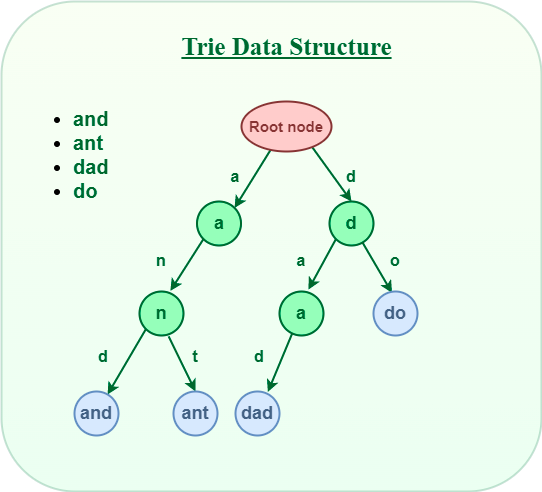 Trie Data Structure
and
ant
dad
do
Root node
a
d
a
d
n
a
o
n
a
do
d
t
d
and
ant
dad